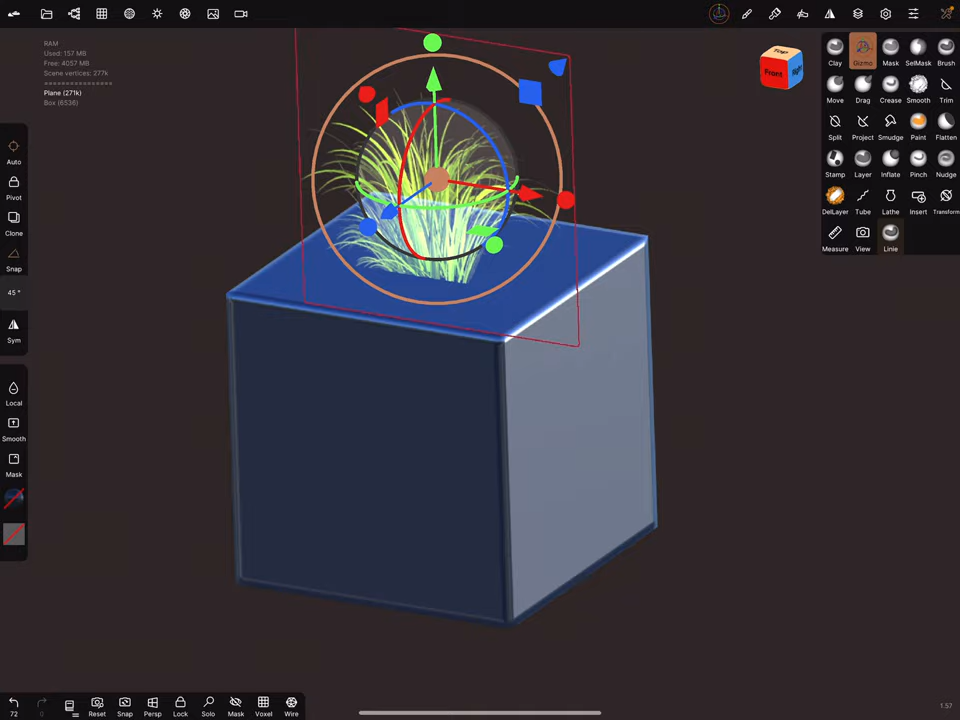 RAM
Used: 157 MB
Free: 4057 MB
Scene vertices: 277k
================
Plane (271k)
Box (6536)
Auto
Pivot
Clone
Snap
45 °
Sym
Local
Smooth
Mask
Top
Front
Right
Clay
Gizmo
Mask
SelMask
Brush
Move
Drag
Crease
Smooth
Trim
Split
Project
Smudge
Paint
Flatten
Stamp
Layer
Inflate
Pinch
Nudge
DelLayer
Tube
Lathe
Insert
Transform
Measure
View
Linie
72
0
Reset
Snap
Persp
Lock
Solo
Mask
Voxel
Wire
1.57